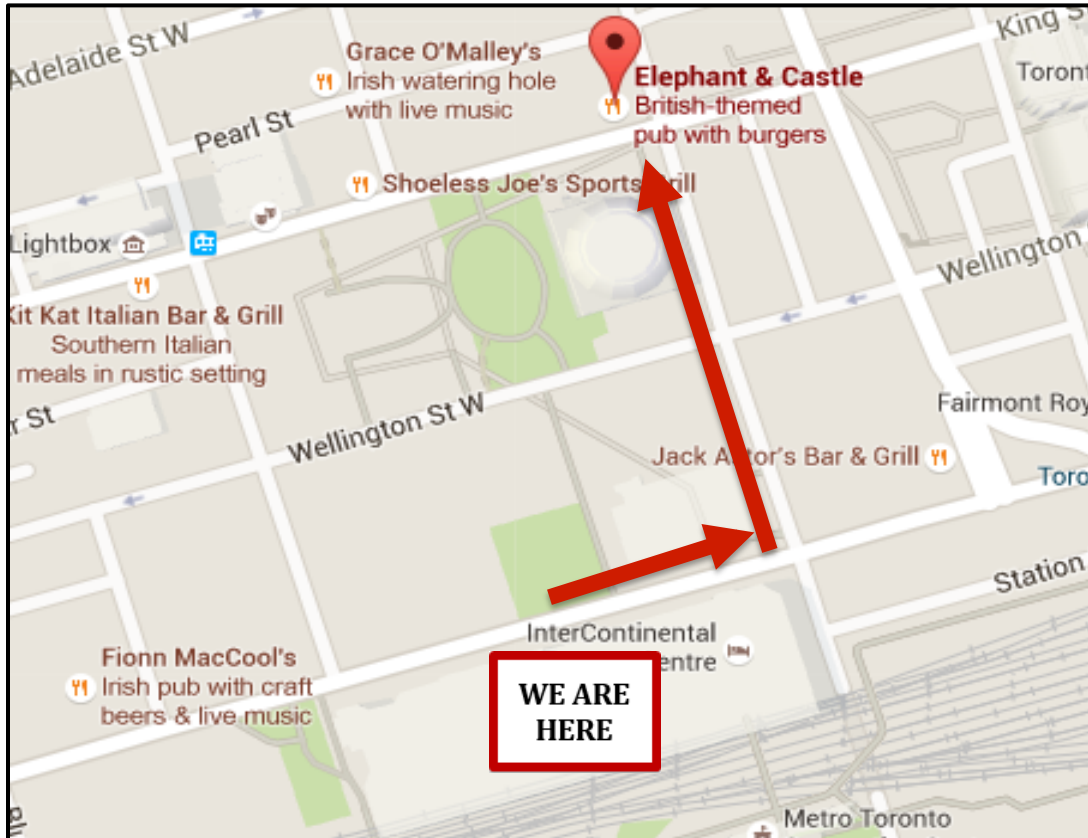 Adelaide St W
King S
Grace O'Malley's
Irish watering hole
with live music
Elephant & Castle
British-themed
pub with burgers
Toront
Pearl St
Shoeless Joe's Sports Grill
Lightbox
Wellington
Kit Kat Italian Bar & Grill
Southern Italian
meals in rustic setting
r St
Wellington St W
Fairmont Roy
Jack Astor's Bar & Grill
Toro
Station
InterContinental
entre
Fionn MacCool's
Irish pub with craft
beers & live music
WE ARE
HERE
Blu
Metro Toronto